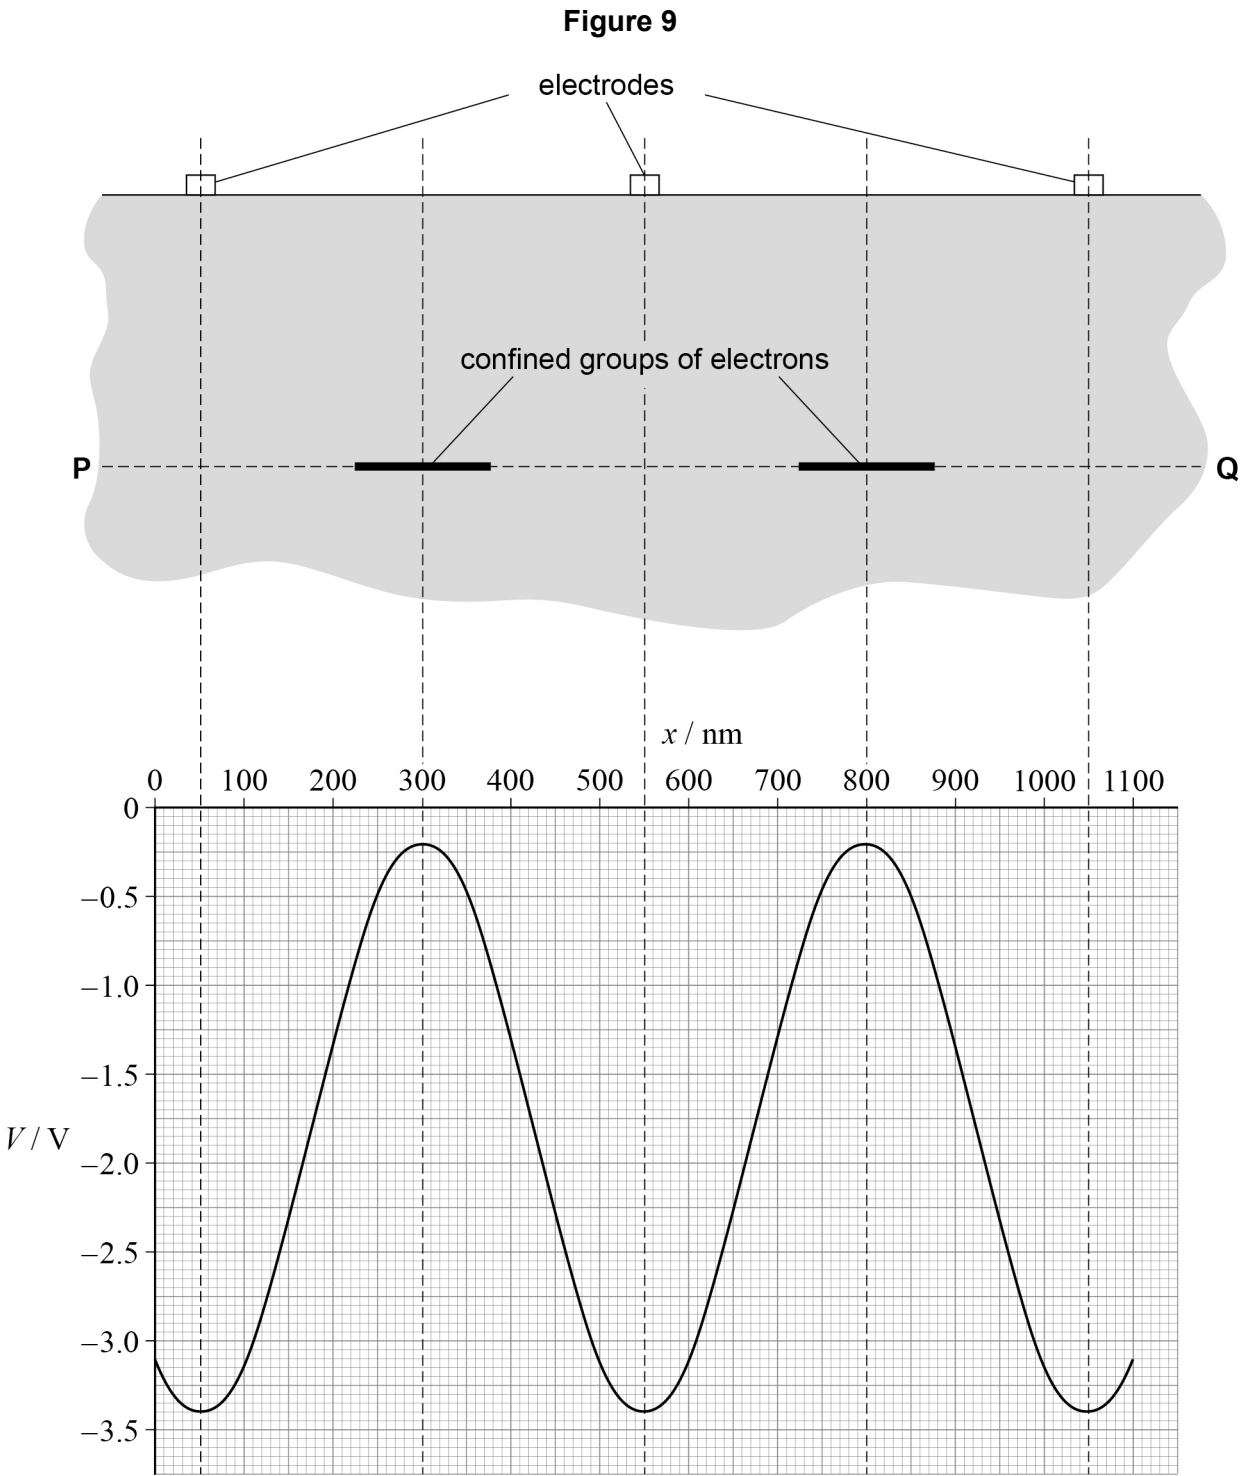 Figure 9
electrodes
confined groups of electrons
P
Q
x / nm
0 100 200 300 400 500 600 700 800 900 1000 1100
0
–0.5
–1.0
–1.5
V / V
–2.0
–2.5
–3.0
–3.5